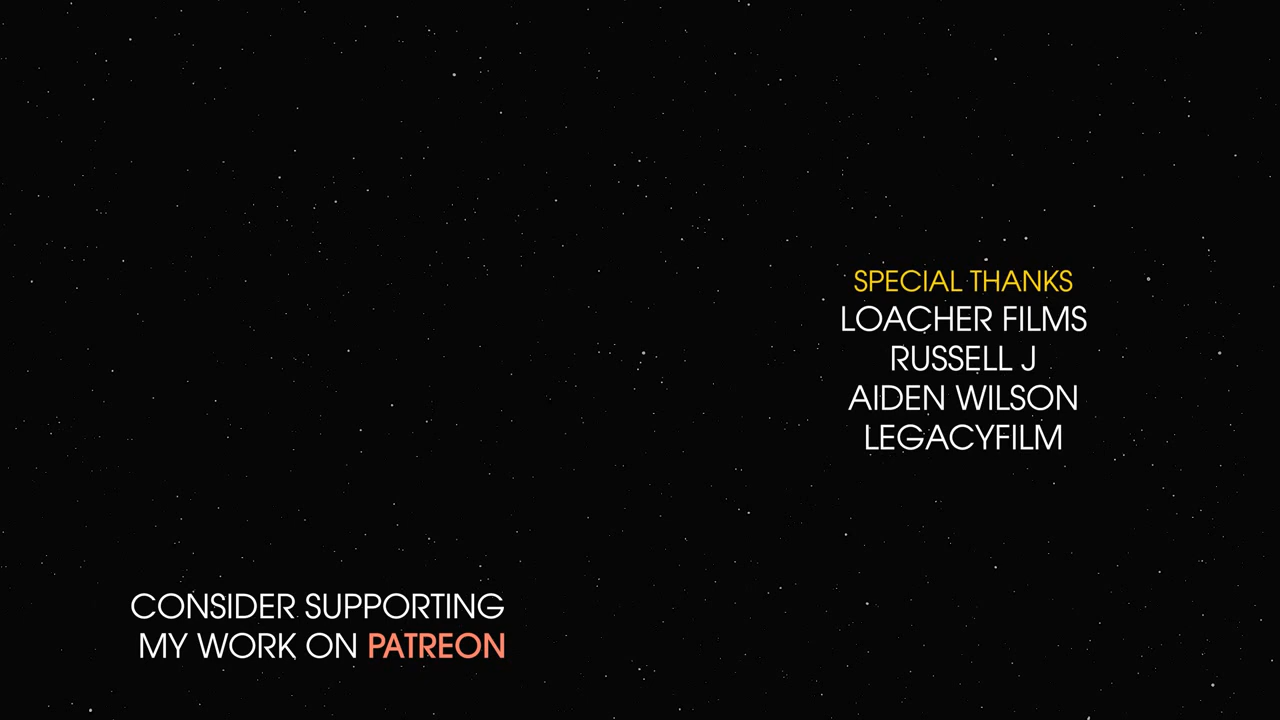 SPECIAL THANKS
LOACHER FILMS
RUSSELL J
AIDEN WILSON
LEGACYFILM
CONSIDER SUPPORTING
MY WORK ON PATREON